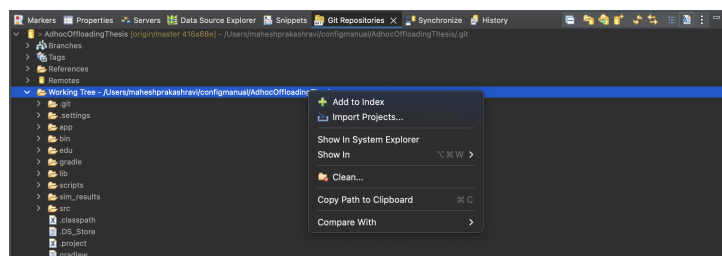 Markers Properties Servers Data Source Explorer Snippets Git Repositories Synchronize History
> AdhocOffloadingThesis [origin/master 416a68e] - /Users/maheshprakashravi/configmanual/AdhocOffloadingThesis/.git
Branches
Tags
References
Remotes
Working Tree - /Users/maheshprakashravi/configmanual/AdhocOffloadingThesis
.git
.settings
app
bin
edu
gradle
lib
scripts
sim_results
src
.classpath
.DS_Store
.project
gradlew
Add to Index
Import Projects...
Show In System Explorer
Show In ⌥⌘W >
Clean...
Copy Path to Clipboard ⌘C
Compare With >